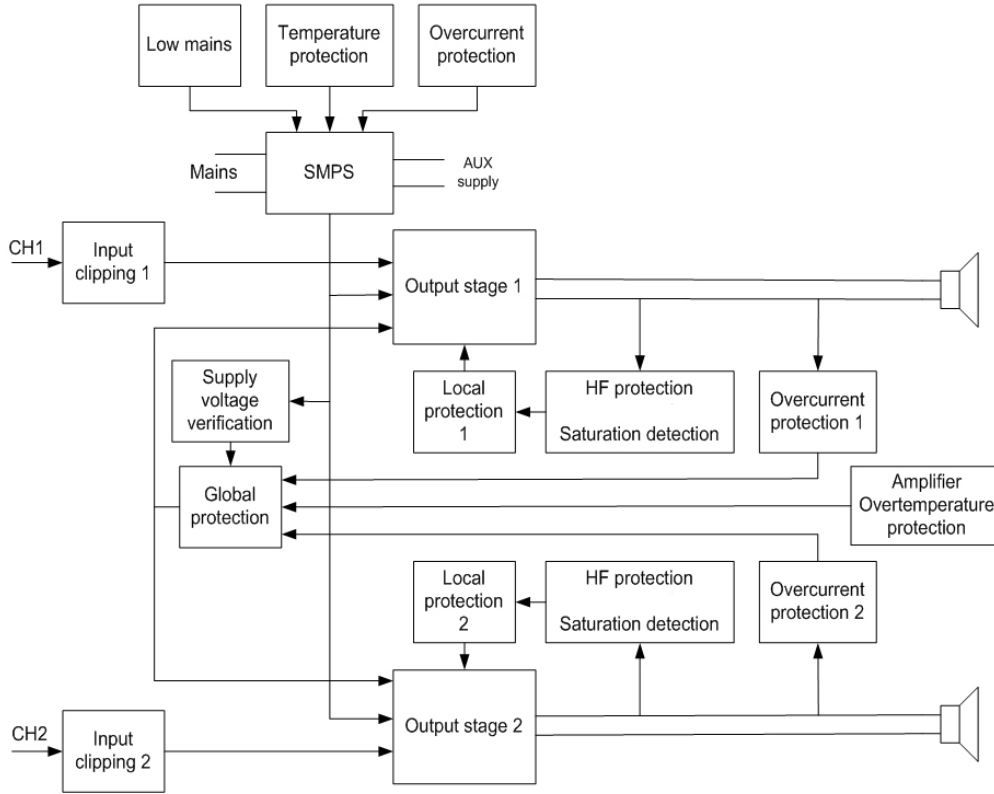 Low mains
Temperature
protection
Overcurrent
protection
Mains
SMPS
AUX
supply
CH1
Input
clipping 1
Output stage 1
Supply
voltage
verification
Local
protection
1
HF protection
Saturation detection
Overcurrent
protection 1
Global
protection
Amplifier
Overtemperature
protection
Local
protection
2
HF protection
Saturation detection
Overcurrent
protection 2
CH2
Input
clipping 2
Output stage 2